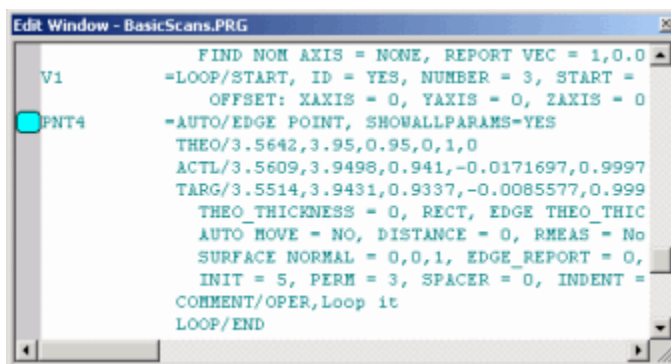 Edit Window - BasicScans.PRG
FIND NOM AXIS = NONE, REPORT VEC = 1,0.0
V1 =LOOP/START, ID = YES, NUMBER = 3, START =
OFFSET: XAXIS = 0, YAXIS = 0, ZAXIS = 0
PNT4 =AUTO/EDGE POINT, SHOWALLPARAMS=YES
THEO/3.5642,3.95,0.95,0,1,0
ACTL/3.5609,3.9498,0.941,-0.0171697,0.9997
TARG/3.5514,3.9431,0.9337,-0.0085577,0.999
THEO_THICKNESS = 0, RECT, EDGE THEO_THIC
AUTO MOVE = NO, DISTANCE = 0, RMEAS = No
SURFACE NORMAL = 0,0,1, EDGE_REPORT = 0,
INIT = 5, PERM = 3, SPACER = 0, INDENT =
COMMENT/OPER,Loop it
LOOP/END